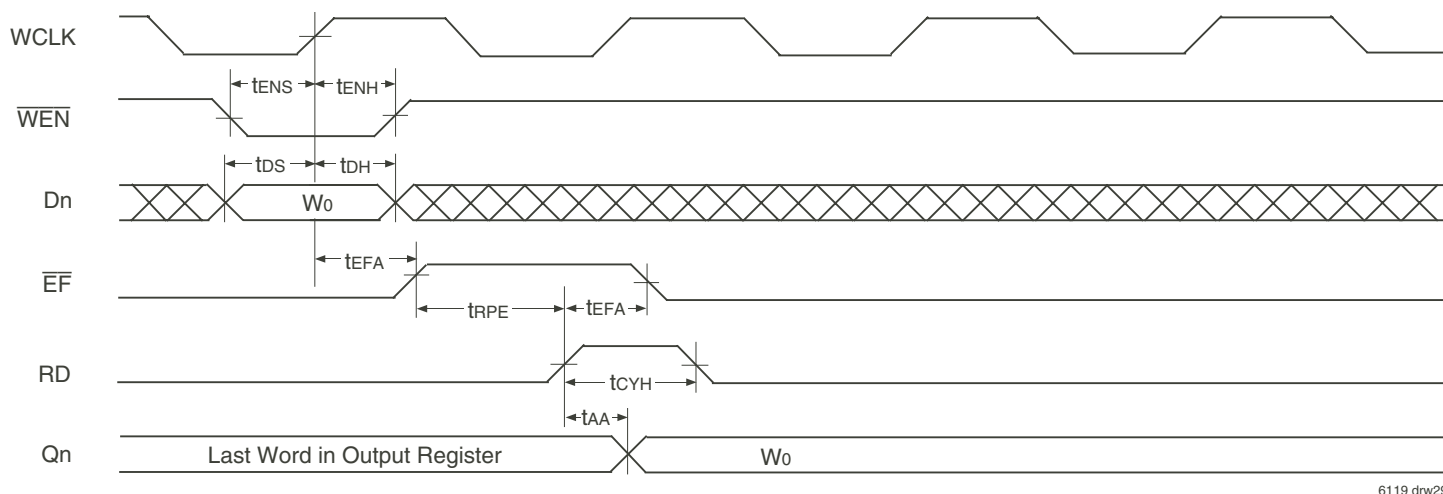 WCLK
tENS
tENH
WEN
tDS
tDH
Dn
W0
tEFA
EF
tRPE
tEFA
RD
tCYH
tAA
Qn
Last Word in Output Register
W0
6119 drw29